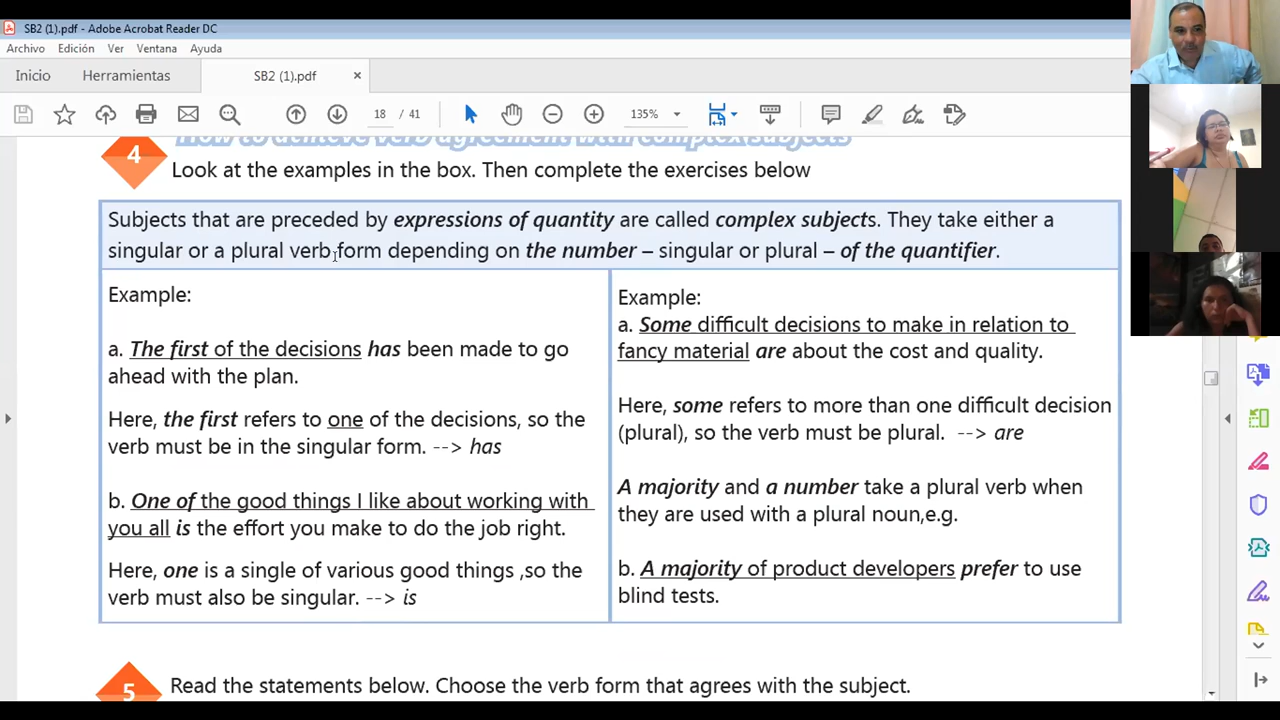 SB2 (1).pdf - Adobe Acrobat Reader DC
Archivo Edición Ver Ventana Ayuda
Inicio Herramientas SB2 (1).pdf ×
18 / 41 135%
How to achieve verb agreement with complex subjects
4
Look at the examples in the box. Then complete the exercises below
Subjects that are preceded by expressions of quantity are called complex subjects. They take either a
singular or a plural verb form depending on the number – singular or plural – of the quantifier.
Example:
a. The first of the decisions has been made to go
ahead with the plan.
Here, the first refers to one of the decisions, so the
verb must be in the singular form. --> has
b. One of the good things I like about working with
you all is the effort you make to do the job right.
Here, one is a single of various good things ,so the
verb must also be singular. --> is
Example:
a. Some difficult decisions to make in relation to
fancy material are about the cost and quality.
Here, some refers to more than one difficult decision
(plural), so the verb must be plural. --> are
A majority and a number take a plural verb when
they are used with a plural noun,e.g.
b. A majority of product developers prefer to use
blind tests.
5
Read the statements below. Choose the verb form that agrees with the subject.